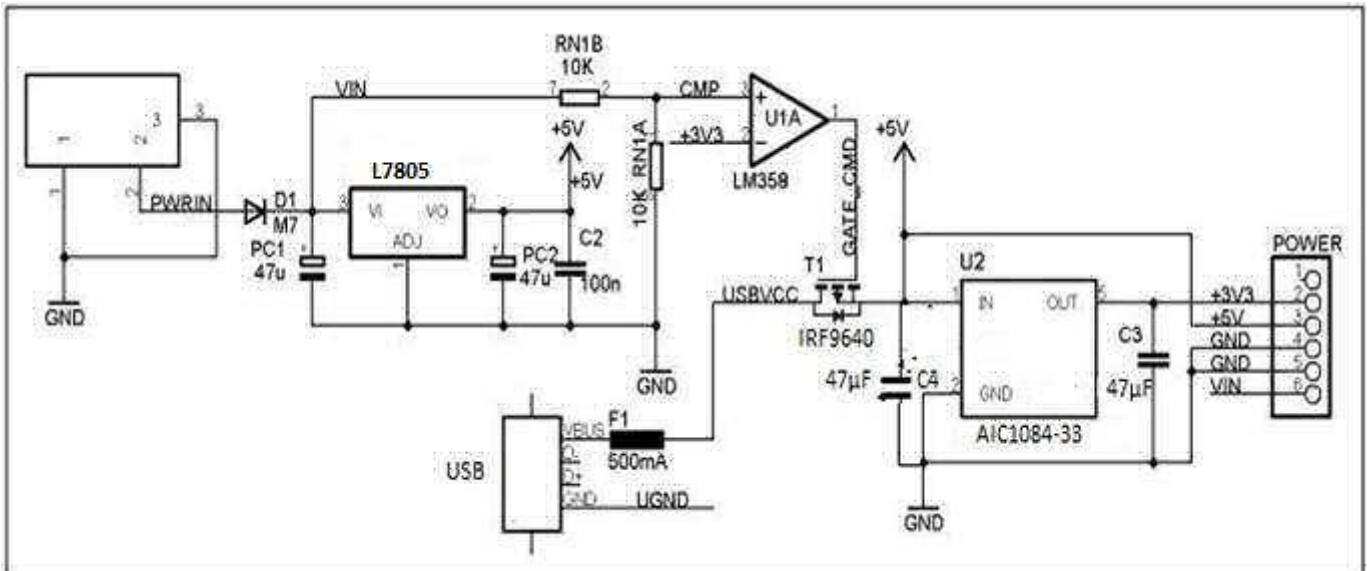 RN1B
10K
VIN
7
2
CMP
3
+
U1A
1
+3V3
2
−
LM358
GATE_CMD
10K RN1A
+5V
+5V
1
2
3
3
1
2
PWRIN
D1
M7
GND
L7805
3
VI
VO
2
ADJ
1
PC1
47u
PC2
47u
C2
100n
GND
USBVCC
T1
IRF9640
+5V
U2
1
IN
OUT
5
2
GND
AIC1084-33
47µF
C4
C3
47µF
GND
POWER
1
+3V3
2
+5V
3
GND
4
GND
5
VIN
6
USB
VBUS
D-
D+
GND
F1
500mA
UGND